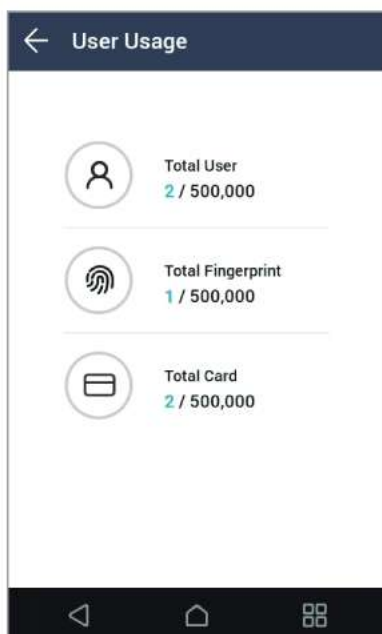 User Usage
Total User
2 / 500,000
Total Fingerprint
1 / 500,000
Total Card
2 / 500,000